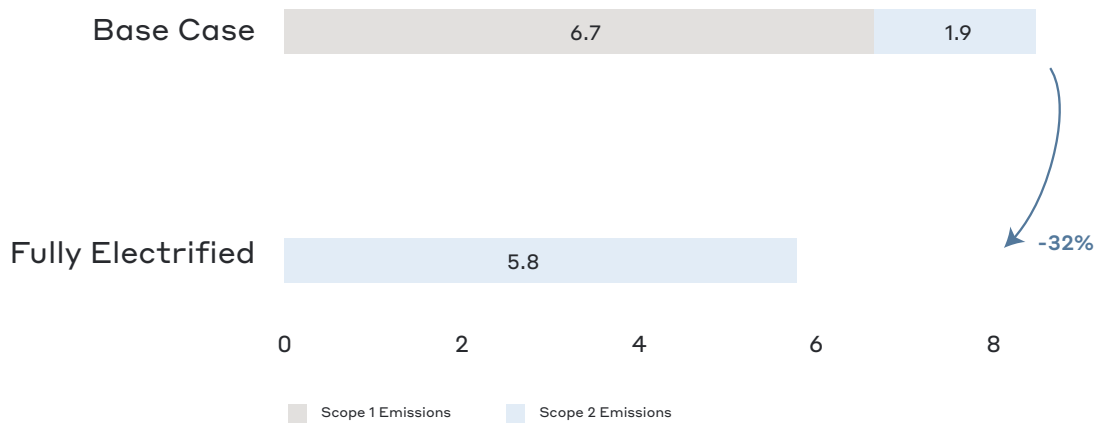 Base Case
6.7
1.9
-32%
Fully Electrified
5.8
0 2 4 6 8
Scope 1 Emissions Scope 2 Emissions